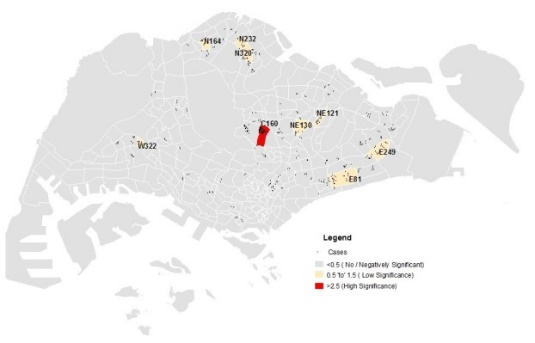 N164
N232
N320
C160
NE121
NE130
W322
E249
E81
Legend
Cases
<0.5 ( No / Negatively Significant)
0.5 'to' 1.5 ( Low Significance)
>2.5 (High Significance)